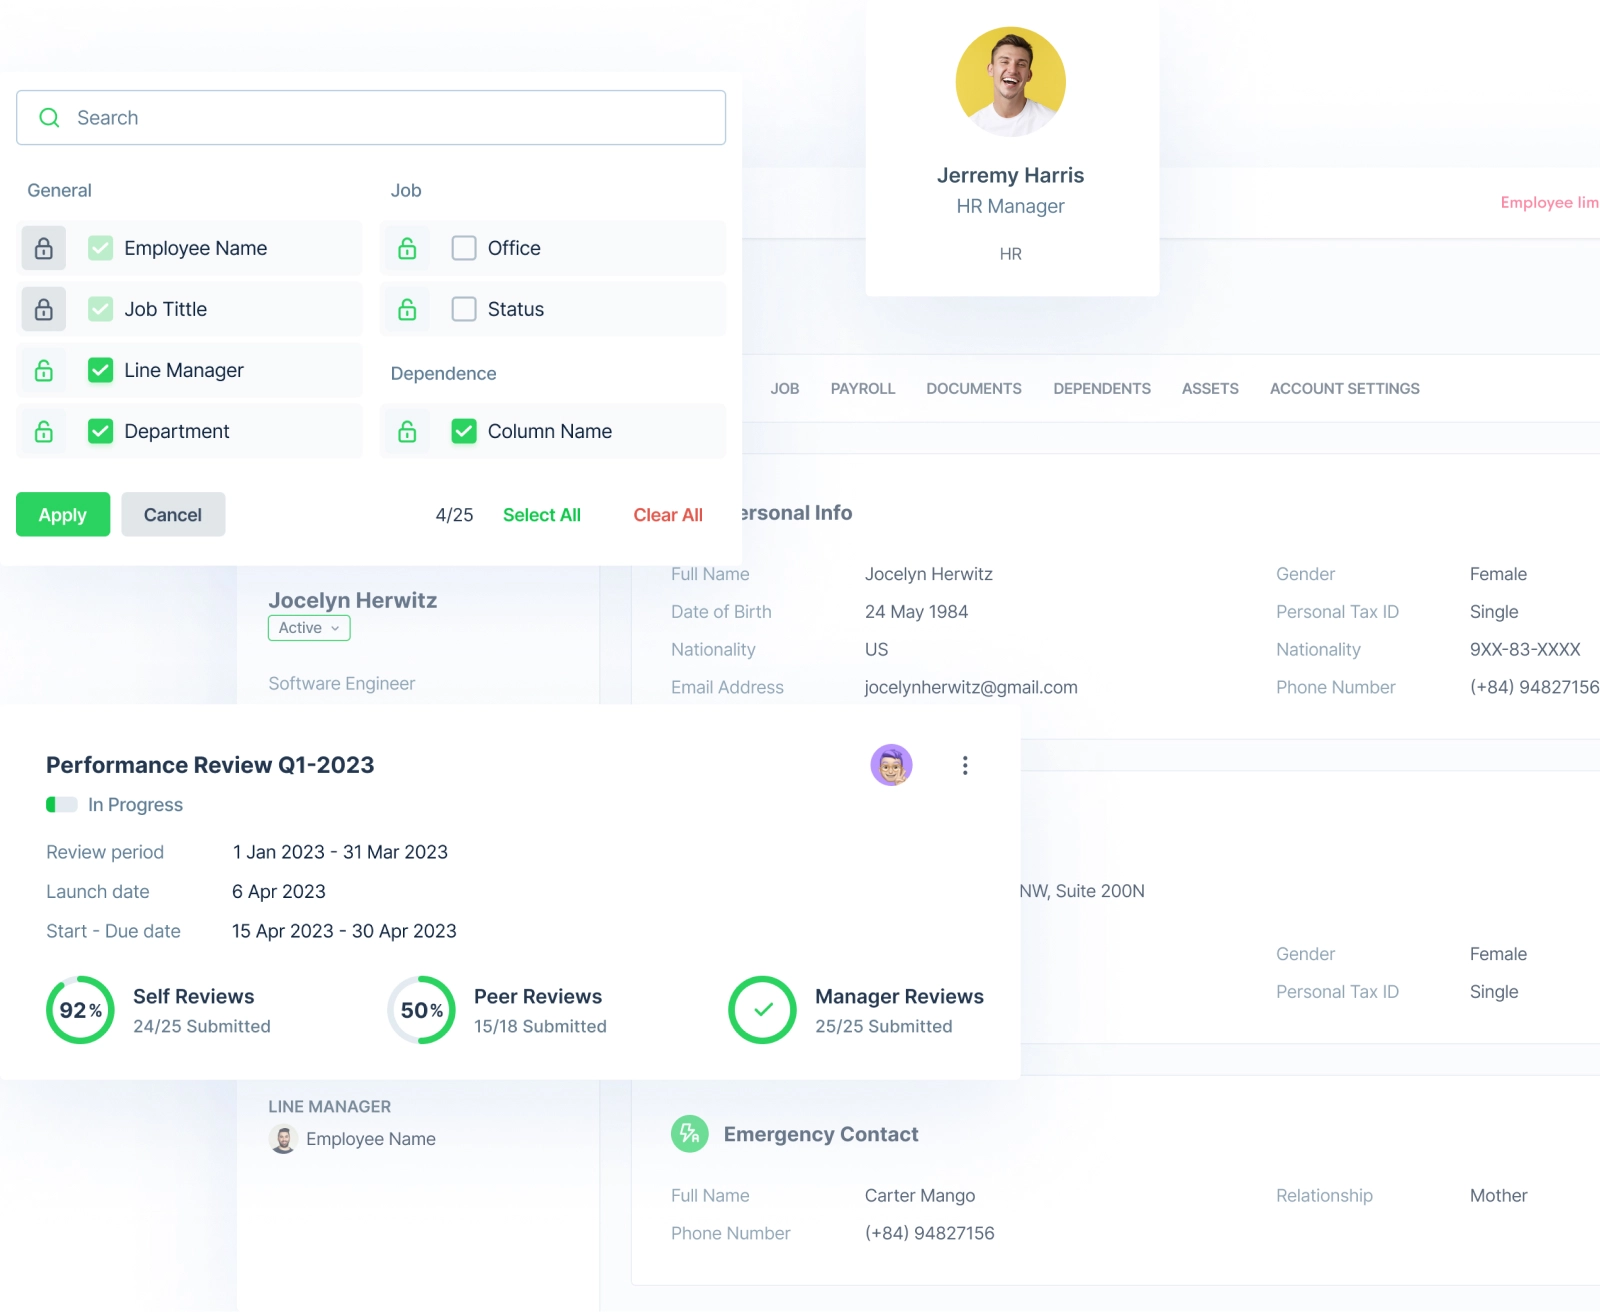 Search
General
Job
Employee Name
Office
Job Tittle
Status
Line Manager
Dependence
Department
Column Name
Apply
Cancel
4/25
Select All
Clear All
Jerremy Harris
HR Manager
HR
Employee lim
JOB
PAYROLL
DOCUMENTS
DEPENDENTS
ASSETS
ACCOUNT SETTINGS
ersonal Info
Full Name
Jocelyn Herwitz
Gender
Female
Date of Birth
24 May 1984
Personal Tax ID
Single
Nationality
US
Nationality
9XX-83-XXXX
Email Address
jocelynherwitz@gmail.com
Phone Number
(+84) 94827156
Jocelyn Herwitz
Active
Software Engineer
Performance Review Q1-2023
In Progress
Review period
1 Jan 2023 - 31 Mar 2023
Launch date
6 Apr 2023
Start - Due date
15 Apr 2023 - 30 Apr 2023
92%
Self Reviews
24/25 Submitted
50%
Peer Reviews
15/18 Submitted
Manager Reviews
25/25 Submitted
NW, Suite 200N
Gender
Female
Personal Tax ID
Single
LINE MANAGER
Employee Name
Emergency Contact
Full Name
Carter Mango
Relationship
Mother
Phone Number
(+84) 94827156